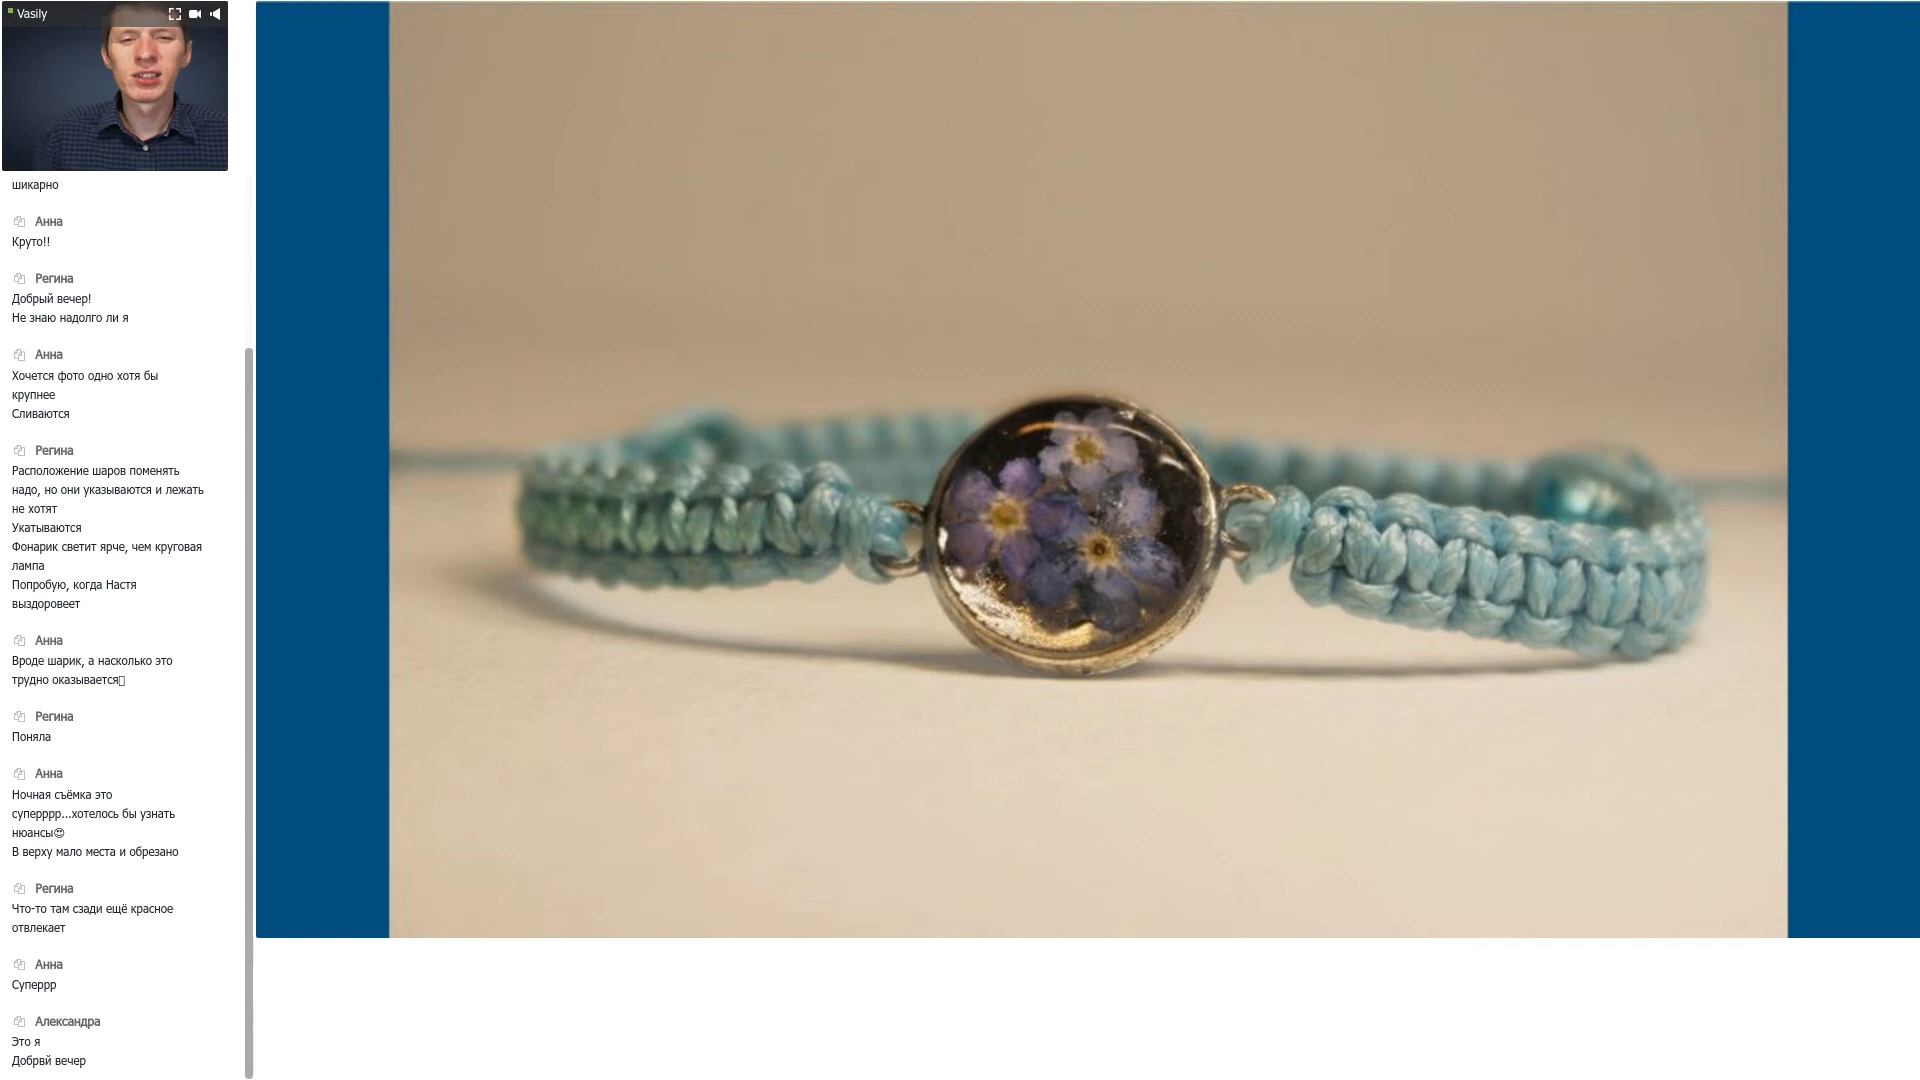 Vasily
шикарно
Анна
Круто!!
Регина
Добрый вечер!
Не знаю надолго ли я
Анна
Хочется фото одно хотя бы
крупнее
Сливаются
Регина
Расположение шаров поменять
надо, но они указываются и лежать
не хотят
Укатываются
Фонарик светит ярче, чем круговая
лампа
Попробую, когда Настя
выздоровеет
Анна
Вроде шарик, а насколько это
трудно оказывается
Регина
Поняла
Анна
Ночная съёмка это
суперррр...хотелось бы узнать
нюансы😍
В верху мало места и обрезано
Регина
Что-то там сзади ещё красное
отвлекает
Анна
Суперрр
Александра
Это я
Добрвй вечер